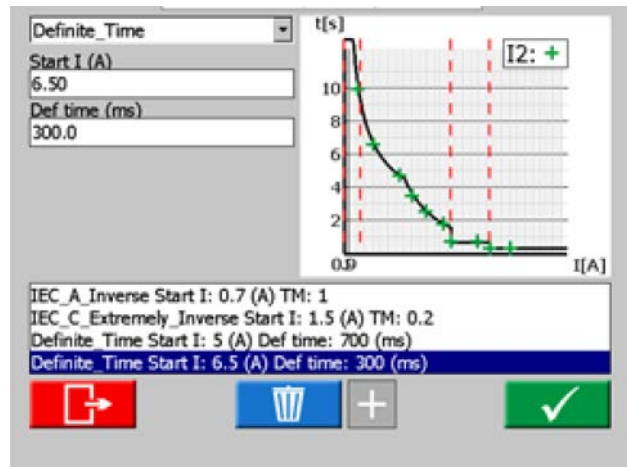 Definite_Time
Start I (A)
6.50
Def time (ms)
300.0
t[s]
I2: +
10
8
6
4
2
0.9
I[A]
IEC_A_Inverse Start I: 0.7 (A) TM: 1
IEC_C_Extremely_Inverse Start I: 1.5 (A) TM: 0.2
Definite_Time Start I: 5 (A) Def time: 700 (ms)
Definite_Time Start I: 6.5 (A) Def time: 300 (ms)